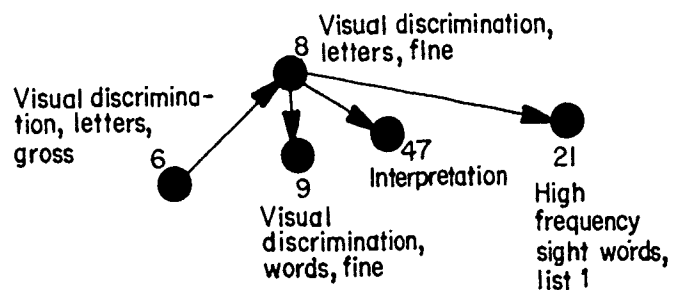 8
Visual discrimination,
letters, fine
Visual discrimina-
tion, letters,
gross
6
9
Visual
discrimination,
words, fine
47
Interpretation
21
High
frequency
sight words,
list 1